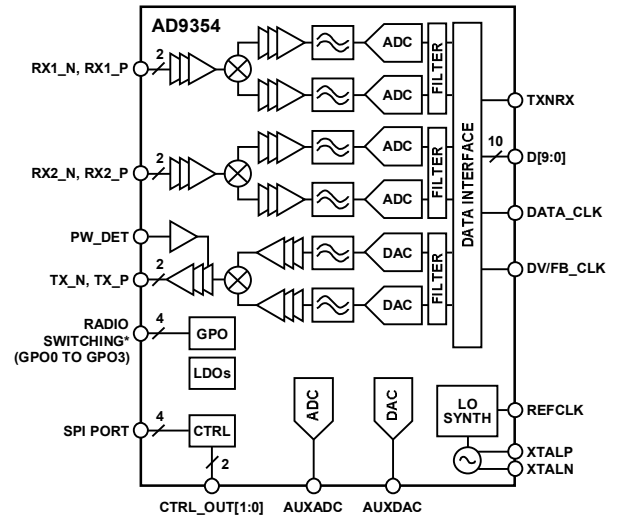 AD9354
RX1_N, RX1_P
2
ADC
ADC
FILTER
RX2_N, RX2_P
2
ADC
ADC
FILTER
PW_DET
TX_N, TX_P
2
DAC
DAC
FILTER
DATA INTERFACE
TXNRX
10
D[9:0]
DATA_CLK
DV/FB_CLK
RADIO
SWITCHING*
(GPO0 TO GPO3)
4
GPO
LDOs
SPI PORT
4
CTRL
2
ADC
DAC
LO
SYNTH
REFCLK
XTALP
XTALN
CTRL_OUT[1:0]
AUXADC
AUXDAC